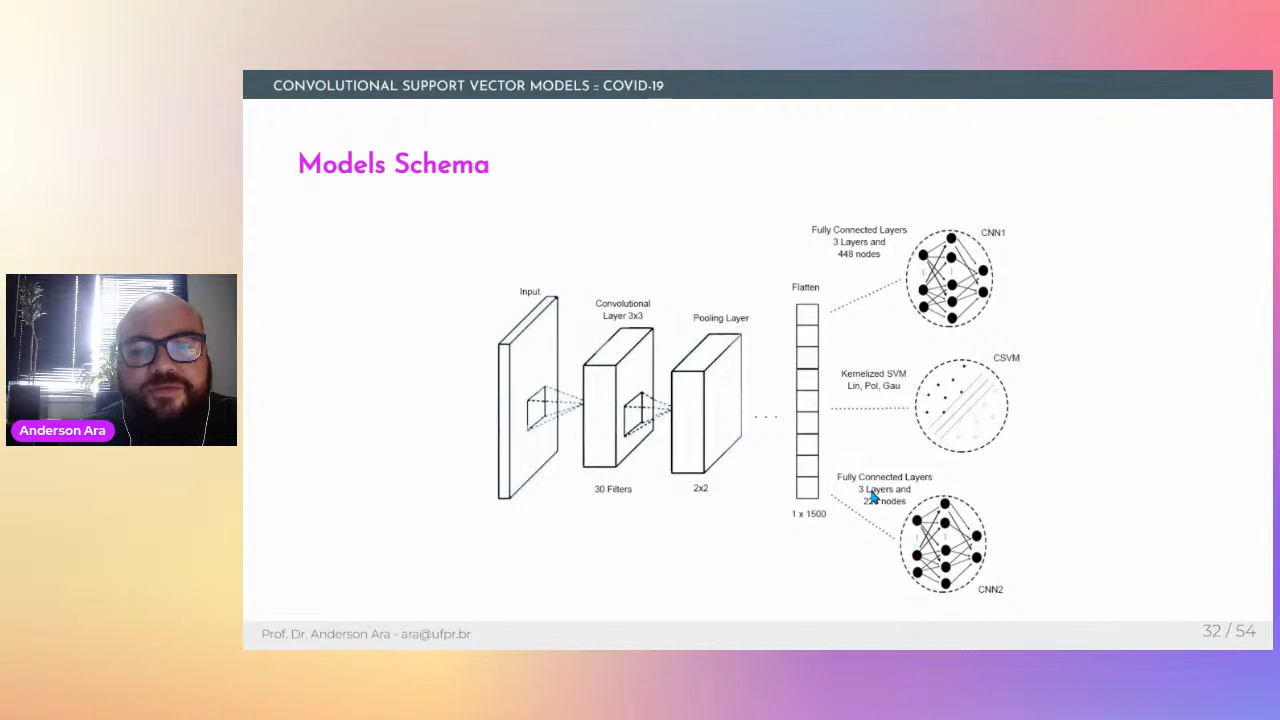 CONVOLUTIONAL SUPPORT VECTOR MODELS :: COVID-19
Models Schema
Fully Connected Layers
3 Layers and
448 nodes
CNN1
Input
Convolutional
Layer 3x3
Pooling Layer
Flatten
Kernelized SVM
Lin, Pol, Gau
CSVM
. . .
30 Filters
2x2
1 x 1500
Fully Connected Layers
3 Layers and
nodes
CNN2
Anderson Ara
Prof. Dr. Anderson Ara - ara@ufpr.br
32 / 54